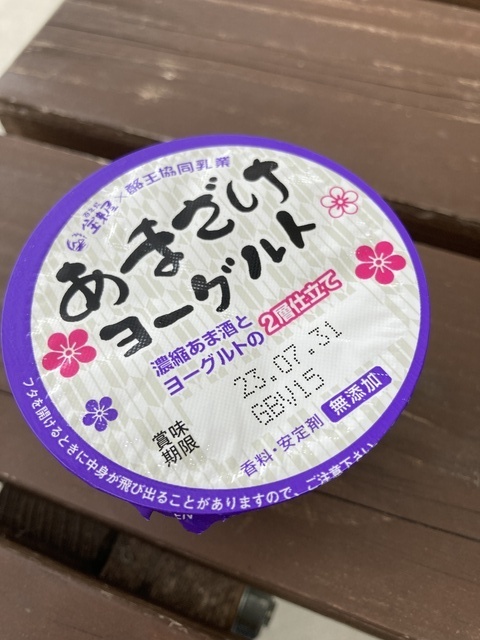 宝来屋×酪王協同乳業
あまざけ
ヨーグルト
濃縮あま酒と
ヨーグルトの2層仕立て
23.07.31
GBV15
賞味
期限
香料・安定剤 無添加
フタを開けるときに中身が飛び出ることがありますので、ご注意下さい。